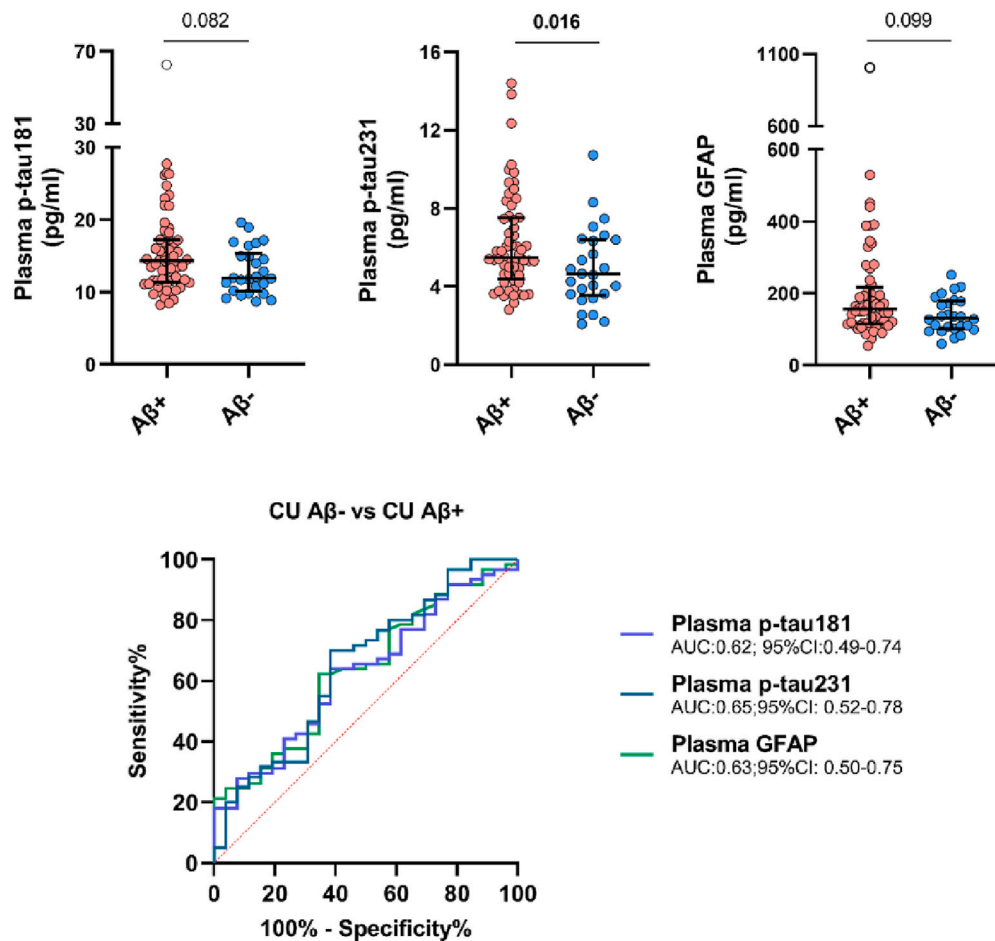 0.082
0.016
0.099
Plasma p-tau181
(pg/ml)
70
30
30
20
10
0
Aβ+
Aβ-
Plasma p-tau231
(pg/ml)
16
12
8
4
0
Aβ+
Aβ-
Plasma GFAP
(pg/ml)
1100
600
600
400
200
0
Aβ+
Aβ-
CU Aβ- vs CU Aβ+
Sensitivity%
100
80
60
40
20
0
0 20 40 60 80 100
100% - Specificity%
Plasma p-tau181
AUC:0.62; 95%CI:0.49-0.74
Plasma p-tau231
AUC:0.65;95%CI: 0.52-0.78
Plasma GFAP
AUC:0.63;95%CI: 0.50-0.75